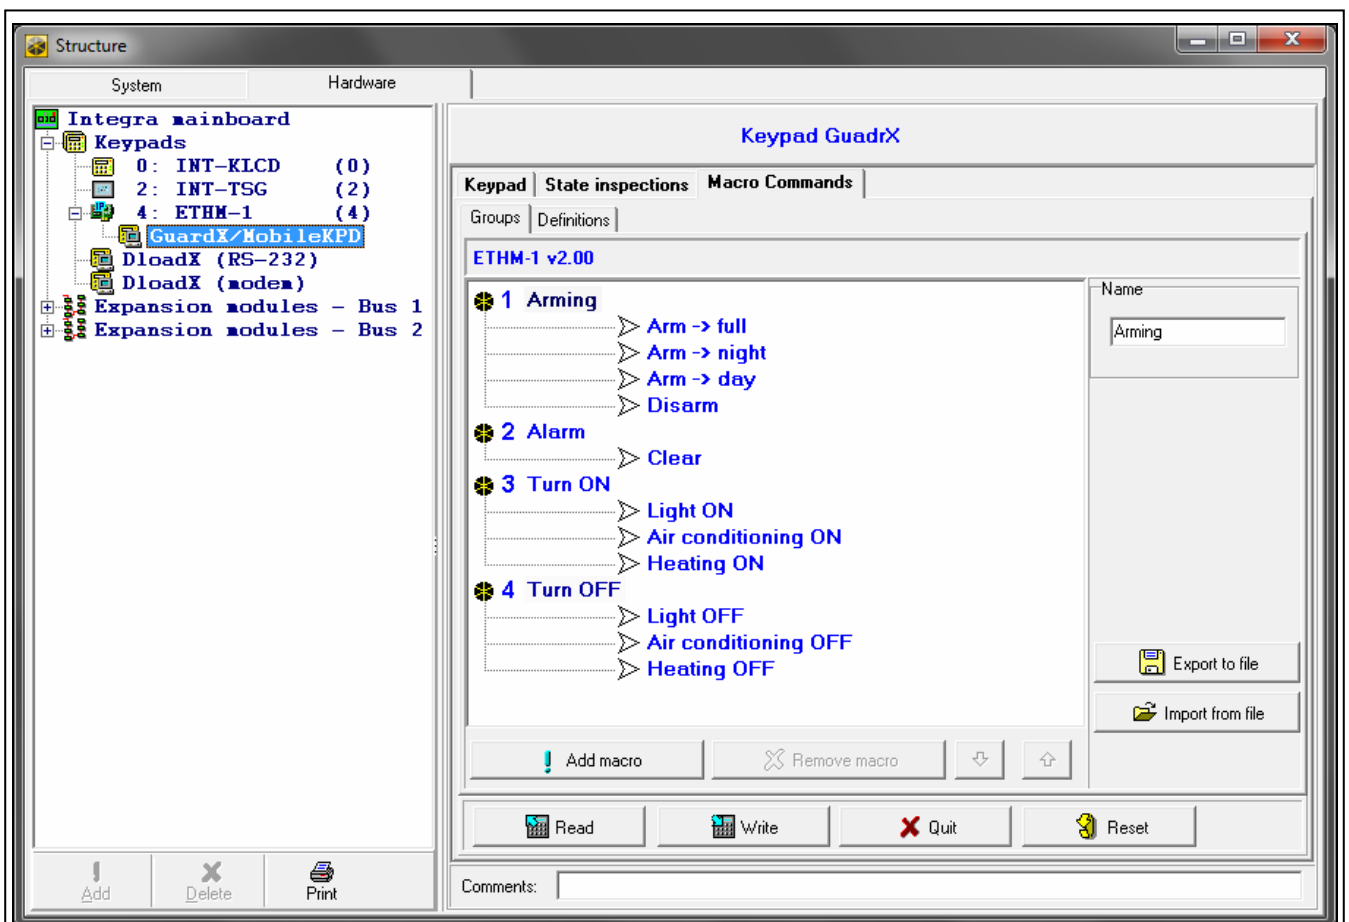 Structure
System
Hardware
Integra mainboard
Keypads
0: INT-KLCD (0)
2: INT-TSG (2)
4: ETHM-1 (4)
GuardX/MobileKPD
DloadX (RS-232)
DloadX (modem)
Expansion modules - Bus 1
Expansion modules - Bus 2
Add
Delete
Print
Keypad GuadrX
Keypad
State inspections
Macro Commands
Groups
Definitions
ETHM-1 v2.00
1 Arming
Arm -> full
Arm -> night
Arm -> day
Disarm
2 Alarm
Clear
3 Turn ON
Light ON
Air conditioning ON
Heating ON
4 Turn OFF
Light OFF
Air conditioning OFF
Heating OFF
Name
Arming
Export to file
Import from file
Add macro
Remove macro
Read
Write
Quit
Reset
Comments: